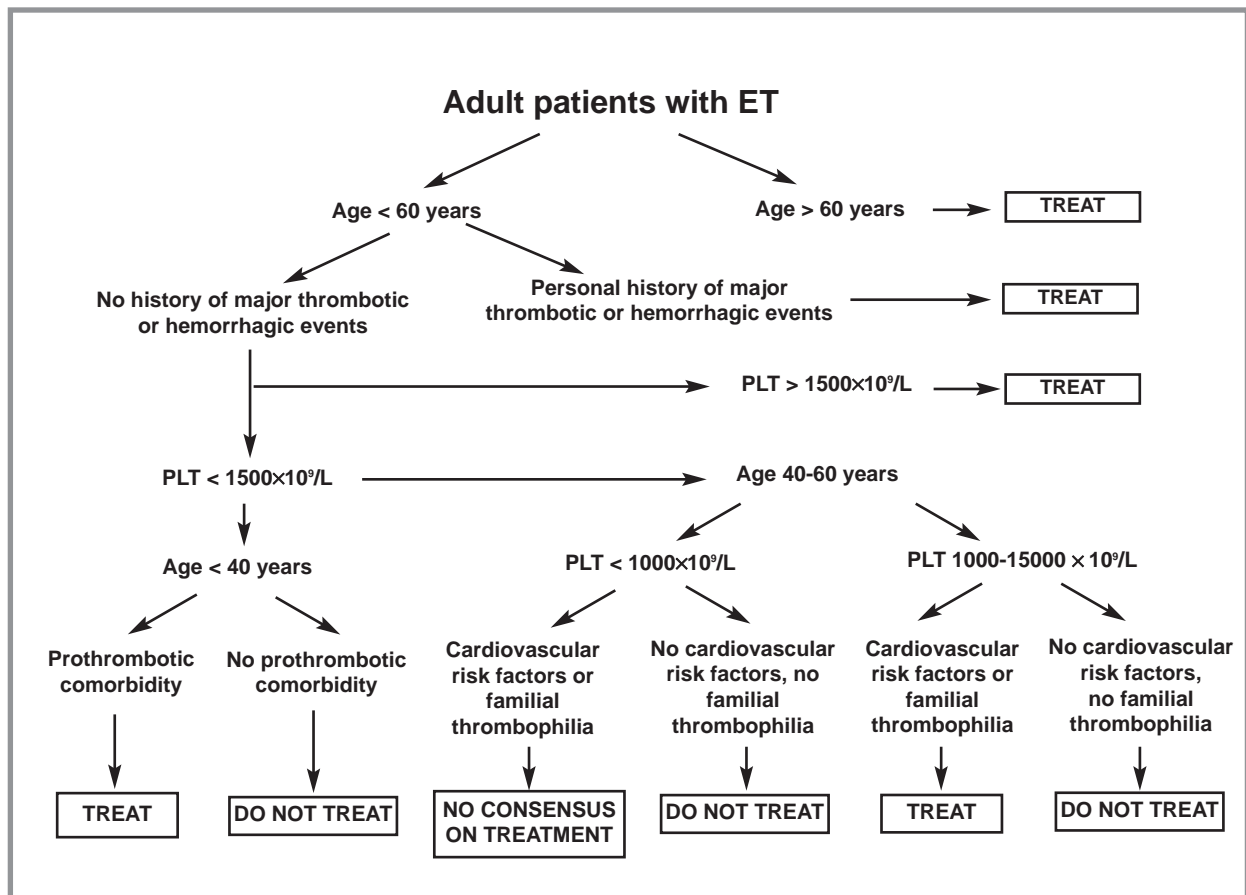 Adult patients with ET
Age < 60 years
Age > 60 years
TREAT
No history of major thrombotic
or hemorrhagic events
Personal history of major
thrombotic or hemorrhagic events
TREAT
PLT > 1500×10⁹/L
TREAT
PLT < 1500×10⁹/L
Age 40-60 years
Age < 40 years
PLT < 1000×10⁹/L
PLT 1000-15000 × 10⁹/L
Prothrombotic
comorbidity
No prothrombotic
comorbidity
Cardiovascular
risk factors or
familial
thrombophilia
No cardiovascular
risk factors, no
familial
thrombophilia
Cardiovascular
risk factors or
familial
thrombophilia
No cardiovascular
risk factors,
no familial
thrombophilia
TREAT
DO NOT TREAT
NO CONSENSUS
ON TREATMENT
DO NOT TREAT
TREAT
DO NOT TREAT